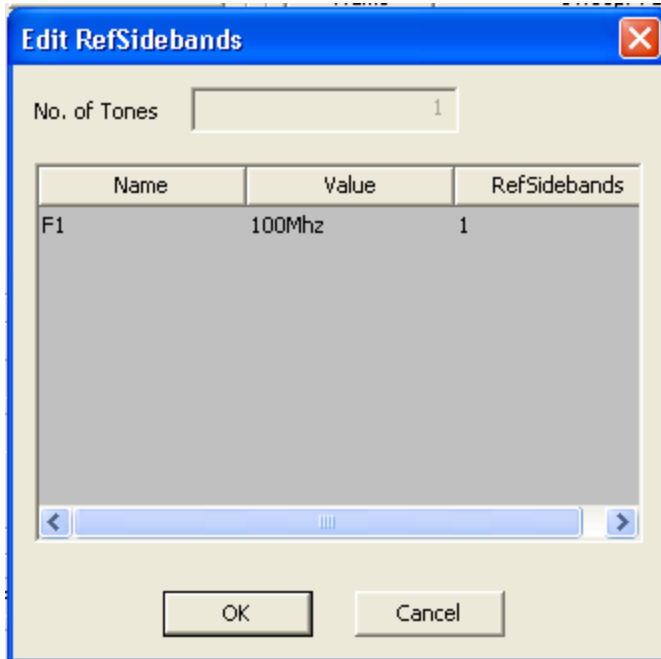 Edit RefSidebands
No. of Tones 1
Name Value RefSidebands
F1 100Mhz 1
OK Cancel